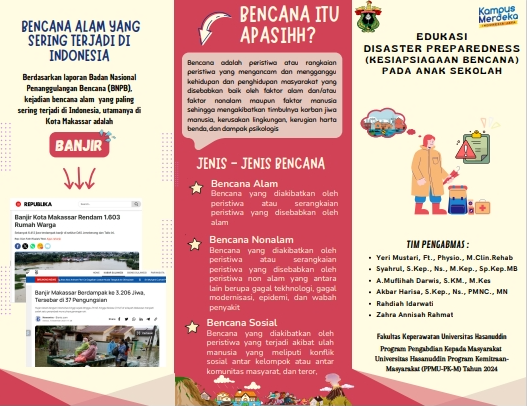 BENCANA ALAM YANG
SERING TERJADI DI
INDONESIA
Berdasarkan laporan Badan Nasional
Penanggulangan Bencana (BNPB),
kejadian bencana alam yang paling
sering terjadi di Indonesia, utamanya di
Kota Makassar adalah
BANJIR
REPUBLIKA
Banjir Kota Makassar Rendam 1.603
Rumah Warga
Banjir Makassar Berdampak ke 3.206 Jiwa,
Tersebar di 37 Pengungsian
BENCANA ITU
APASIHH?
Bencana adalah peristiwa atau rangkaian
peristiwa yang mengancam dan mengganggu
kehidupan dan penghidupan masyarakat yang
disebabkan baik oleh faktor alam dan/atau
faktor nonalam maupun faktor manusia
sehingga mengakibatkan timbulnya korban jiwa
manusia, kerusakan lingkungan, kerugian harta
benda, dan dampak psikologis
JENIS - JENIS BENCANA
Bencana Alam
Bencana yang diakibatkan oleh
peristiwa atau serangkaian
peristiwa yang disebabkan oleh
alam
Bencana Nonalam
Bencana yang diakibatkan oleh
peristiwa atau serangkaian
peristiwa yang disebabkan oleh
peristiwa non alam yang antara
lain berupa gagal tekhnologi, gagal
modernisasi, epidemi, dan wabah
penyakit
Bencana Sosial
Bencana yang diakibatkan oleh
peristiwa yang terjadi akibat ulah
manusia yang meliputi konflik
sosial antar kelompok atau antar
komunitas masyarat, dan teror,
Kampus
Merdeka
INDONESIA JAYA
EDUKASI
DISASTER PREPAREDNESS
(KESIAPSIAGAAN BENCANA)
PADA ANAK SEKOLAH
TIM PENGABMAS :
Yeri Mustari, Ft., Physio., M.Clin.Rehab
Syahrul, S.Kep., Ns., M.Kep., Sp.Kep.MB
A.Muflihah Darwis, S.KM., M.Kes
Akbar Harisa, S.Kep., Ns., PMNC., MN
Rahdiah Idarwati
Zahra Annisah Rahmat
Fakultas Keperawatan Universitas Hasanuddin
Program Pengabdian Kepada Masyarakat
Universitas Hasanuddin Program Kemitraan-
Masyarakat (PPMU-PK-M) Tahun 2024